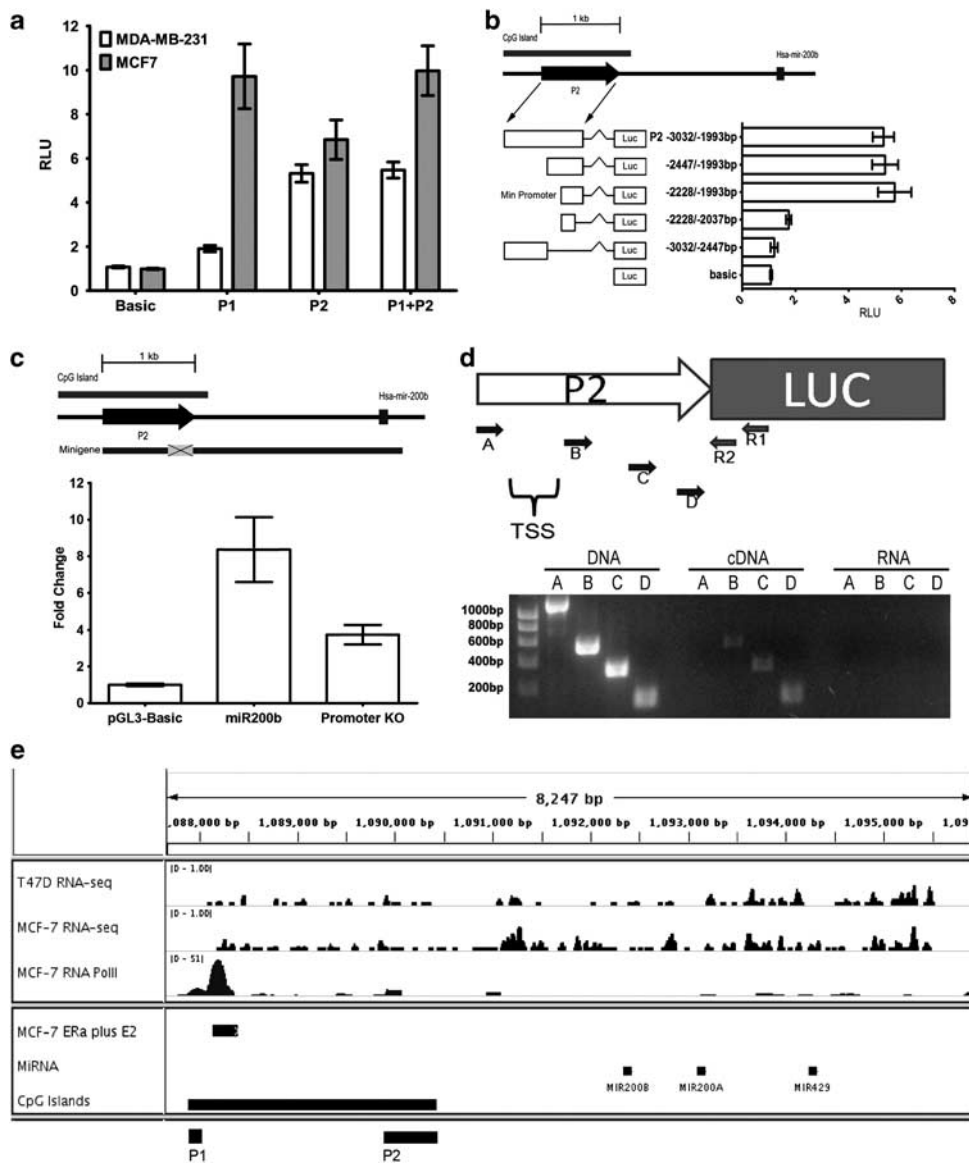 a
12
10
8
6
4
2
0
RLU
MDA-MB-231
MCF7
Basic P1 P2 P1+P2
b
1 kb
CpG Island
Hsa-mir-200b
P2
Luc P2 -3032/-1993bp
Luc -2447/-1993bp
Min Promoter Luc -2228/-1993bp
Luc -2228/-2037bp
Luc -3032/-2447bp
Luc basic
0 2 4 6 8
RLU
c
1 kb
CpG Island
Hsa-mir-200b
P2
Minigene
12
10
8
6
4
2
0
Fold Change
pGL3-Basic miR200b Promoter KO
d
P2 LUC
A B C D R2 R1
TSS
DNA cDNA RNA
A B C D A B C D A B C D
1000bp
800bp
600bp
400bp
200bp
e
8,247 bp
,088,000 bp 1,089,000 bp 1,090,000 bp 1,091,000 bp 1,092,000 bp 1,093,000 bp 1,094,000 bp 1,095,000 bp 1,09
T47D RNA-seq [0 - 1.00]
MCF-7 RNA-seq [0 - 1.00]
MCF-7 RNA PolII [0 - 51]
MCF-7 ERa plus E2
MiRNA
MIR200B MIR200A MIR429
CpG Islands
P1 P2